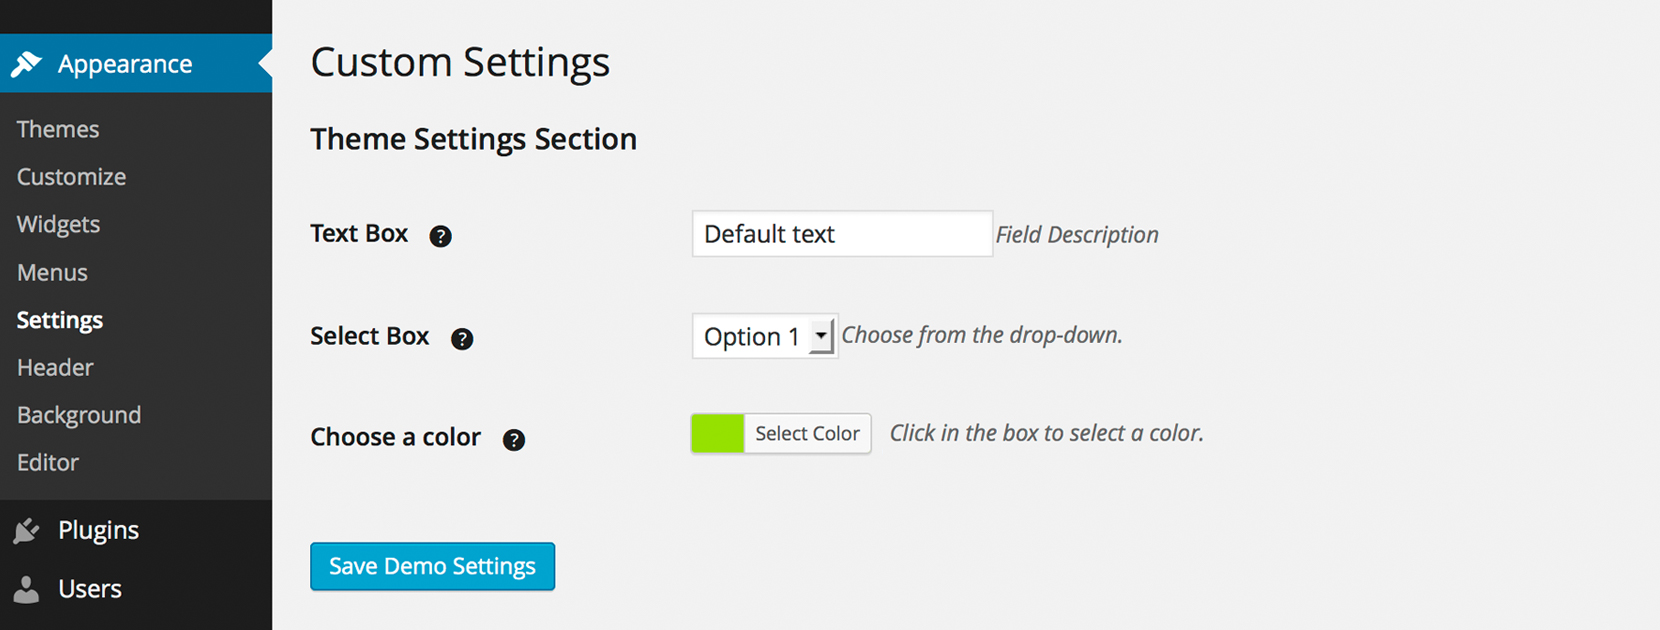 Appearance
Themes
Customize
Widgets
Menus
Settings
Header
Background
Editor
Plugins
Users
Custom Settings
Theme Settings Section
Text Box ? Default text Field Description
Select Box ? Option 1 Choose from the drop-down.
Choose a color ? Select Color Click in the box to select a color.
Save Demo Settings